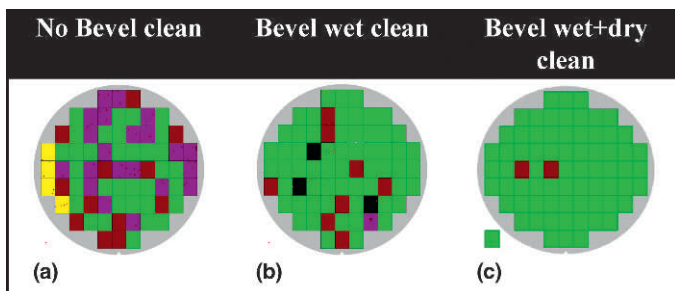 No Bevel clean
Bevel wet clean
Bevel wet+dry
clean
(a)
(b)
(c)